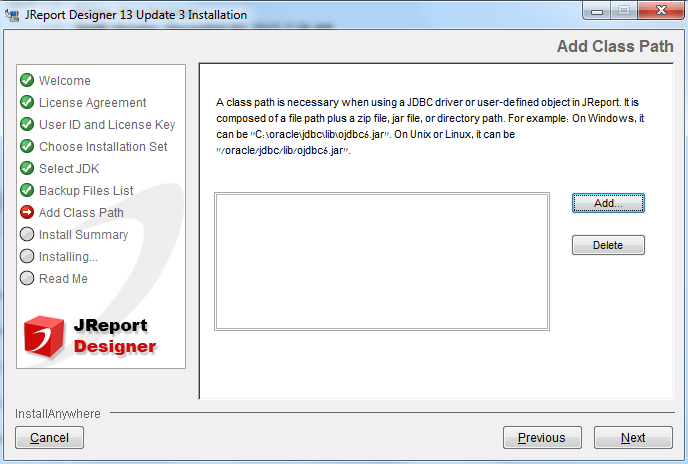 JReport Designer 13 Update 3 Installation
Add Class Path
Welcome
License Agreement
User ID and License Key
Choose Installation Set
Select JDK
Backup Files List
Add Class Path
Install Summary
Installing...
Read Me
JReport
Designer
A class path is necessary when using a JDBC driver or user-defined object in JReport. It is
composed of a file path plus a zip file, jar file, or directory path. For example: On Windows, it
can be "C:\oracle\jdbc\lib\ojdbc6.jar". On Unix or Linux, it can be
"/oracle/jdbc/lib/ojdbc6.jar".
Add...
Delete
InstallAnywhere
Cancel
Previous
Next